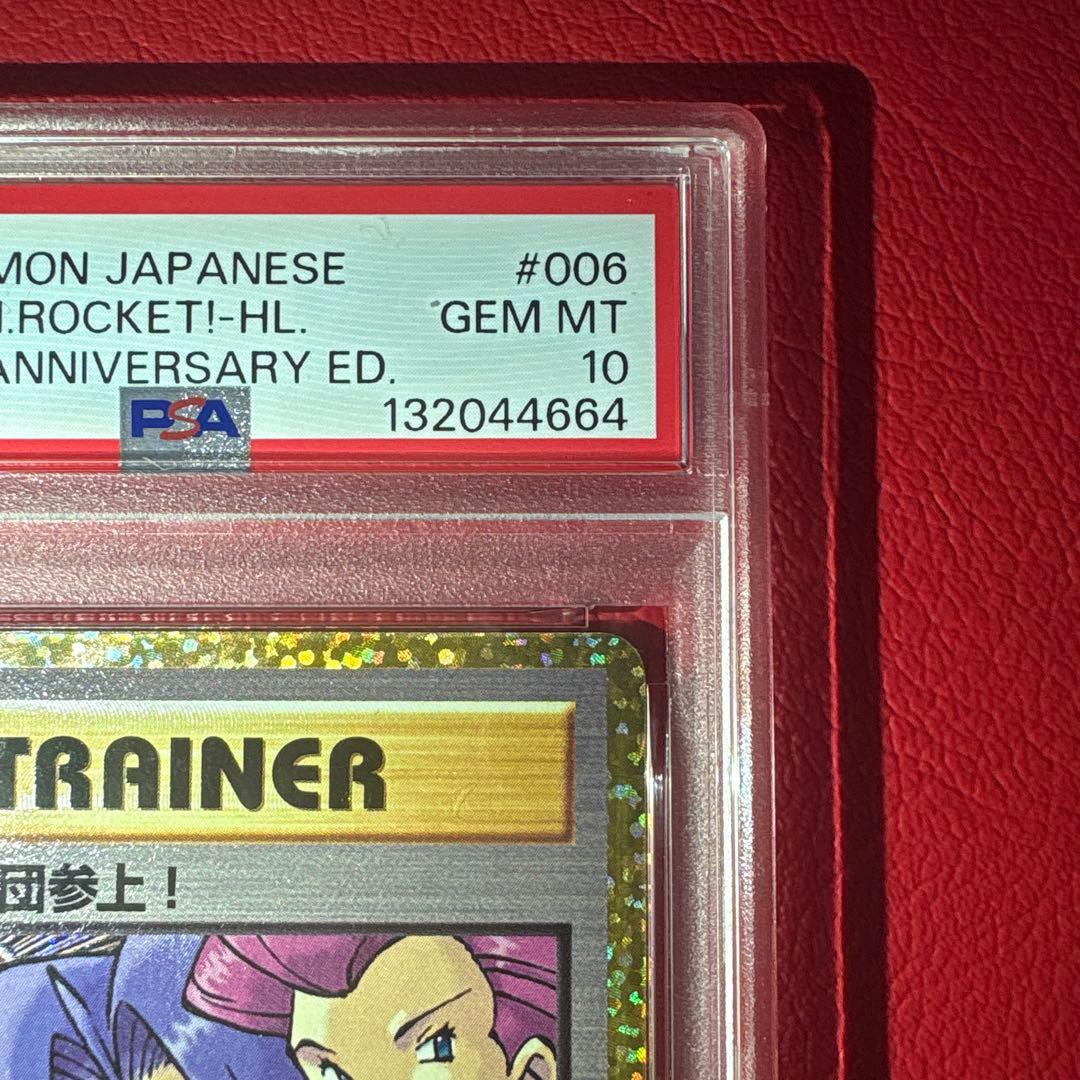 MON JAPANESE #006
.ROCKET!-HL. GEM MT
ANNIVERSARY ED. 10
PSA 132044664
TRAINER
団参上！